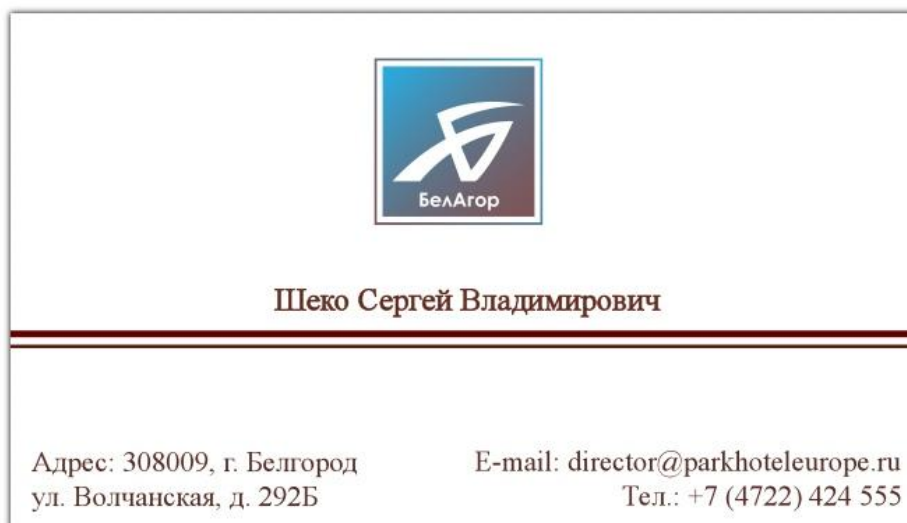 БелАгор
Шеко Сергей Владимирович
Адрес: 308009, г. Белгород
ул. Волчанская, д. 292Б
E-mail: director@parkhoteleurope.ru
Тел.: +7 (4722) 424 555